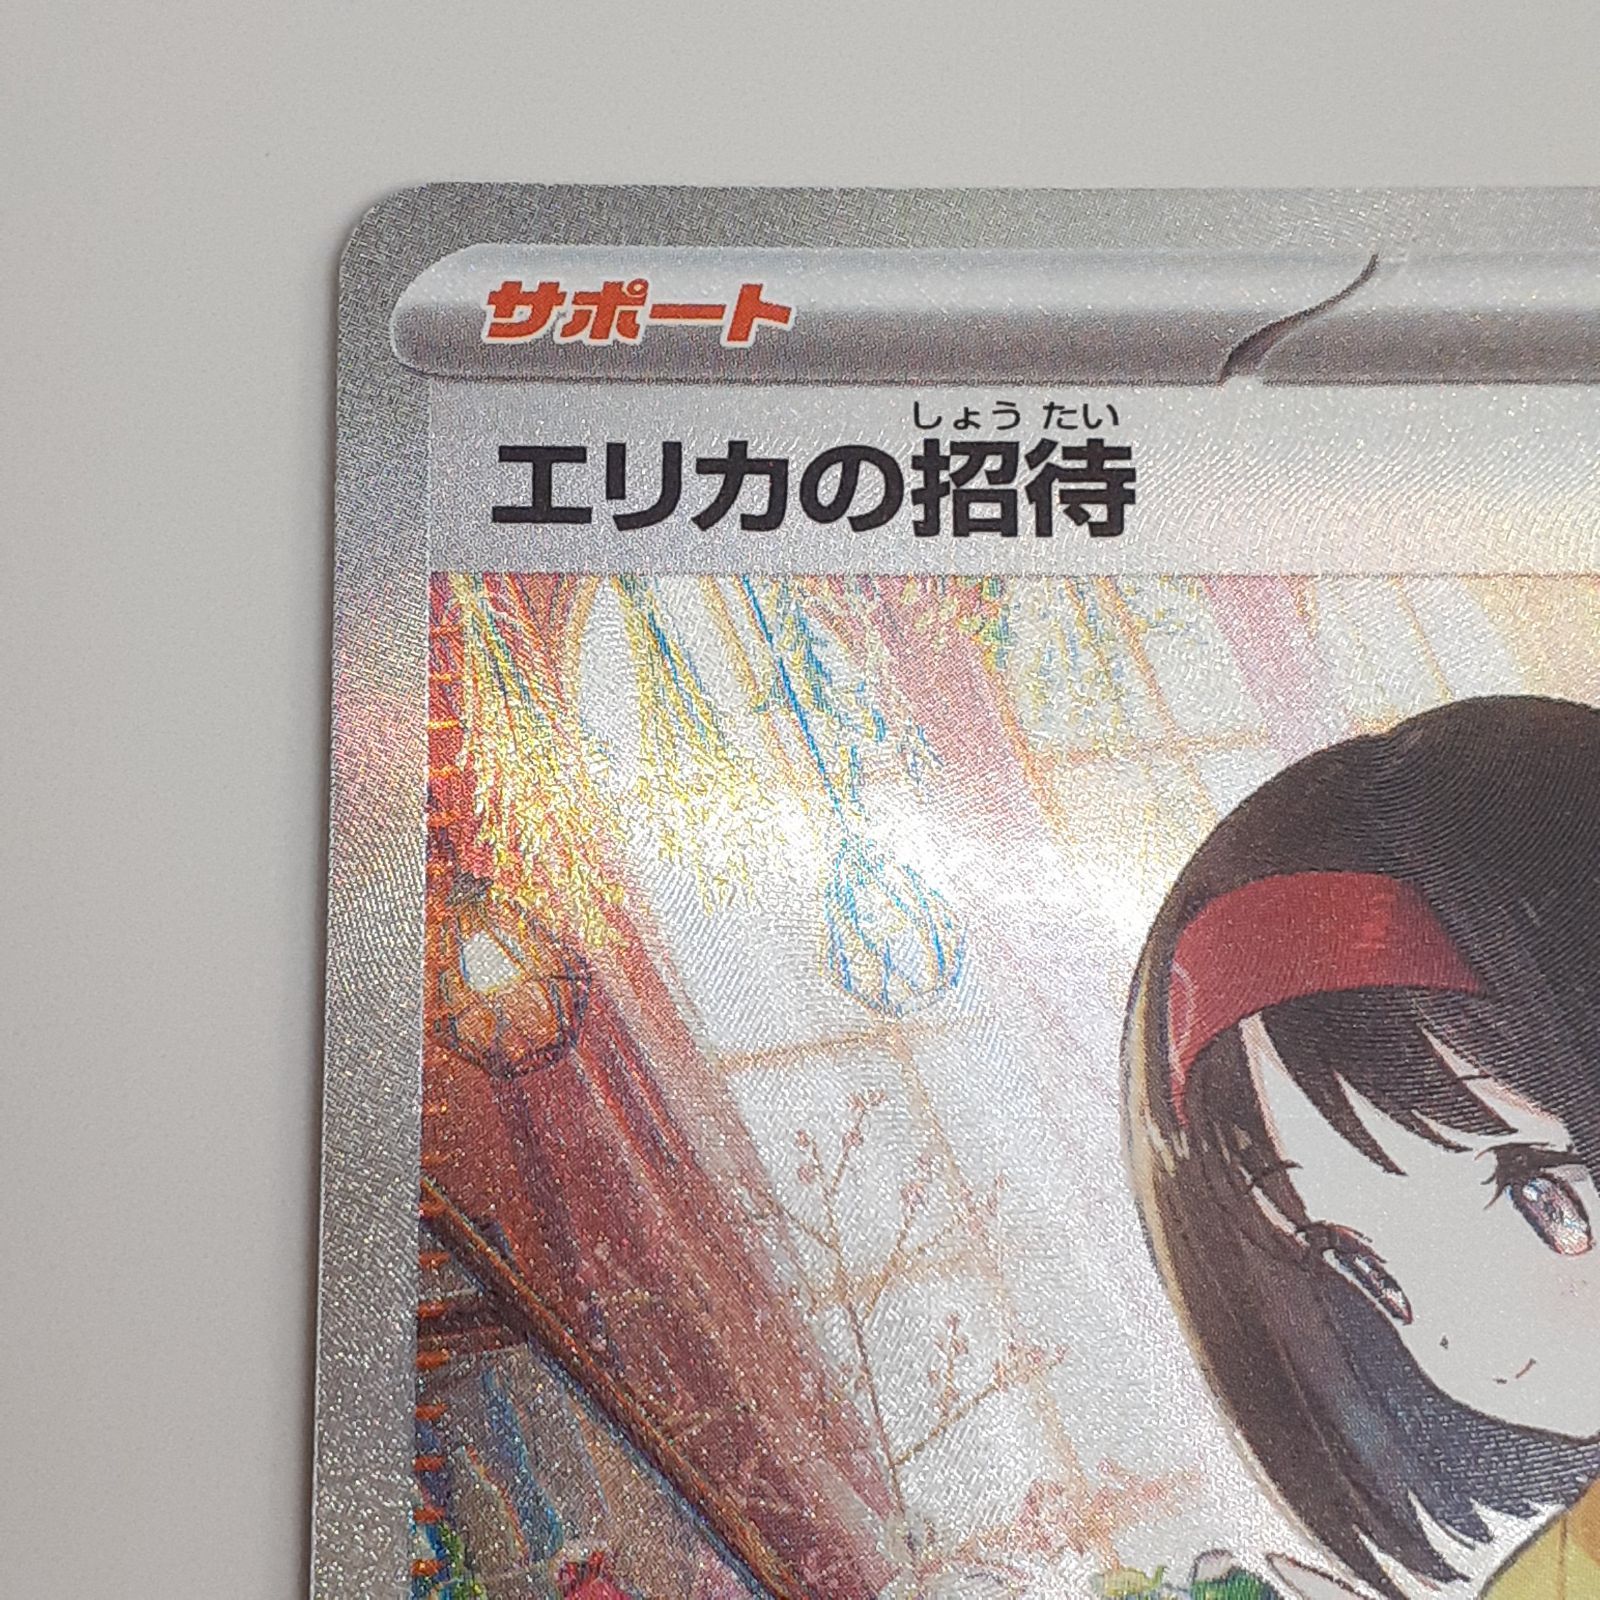 サポート
しょうたい
エリカの招待